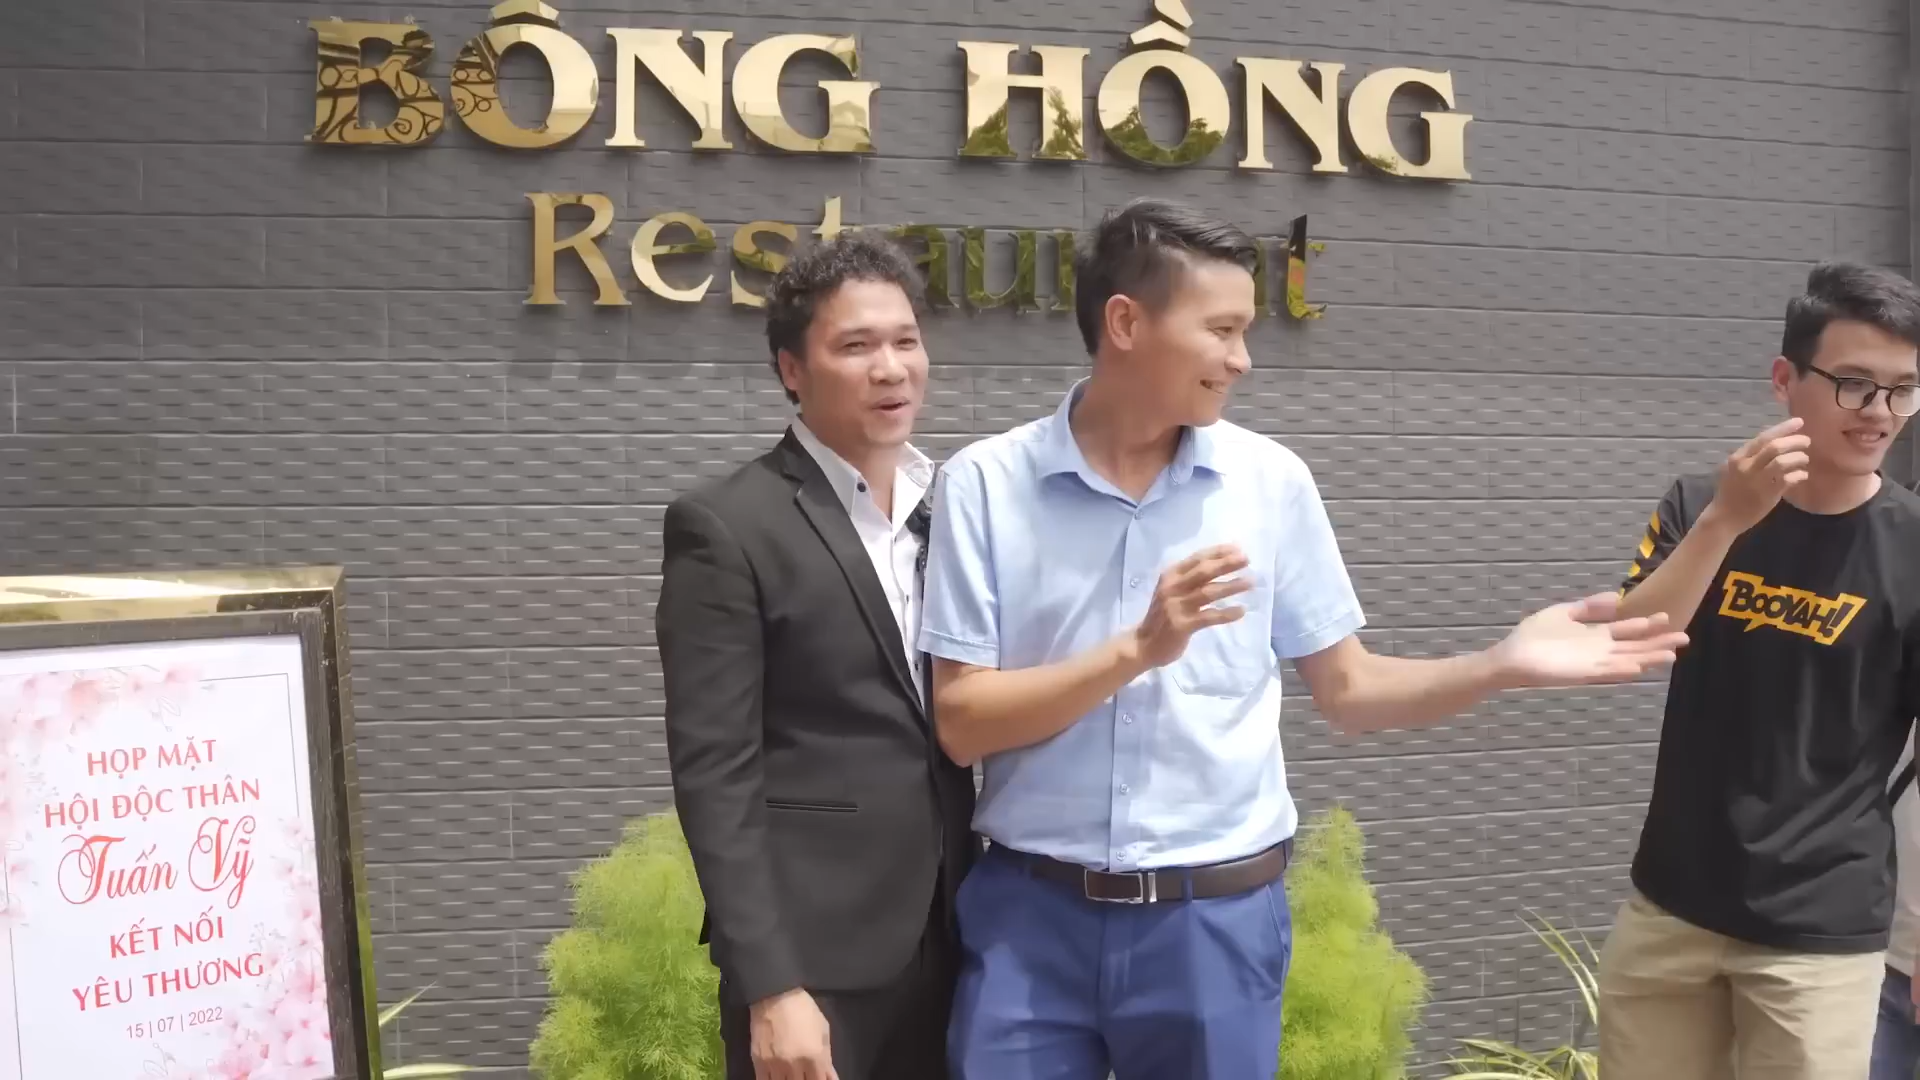 BÔNG HỒNG
Restaurant
HỌP MẶT
HỘI ĐỘC THÂN
Tuấn Vỹ
KẾT NỐI
YÊU THƯƠNG
15 | 07 | 2022
BOOYAH!